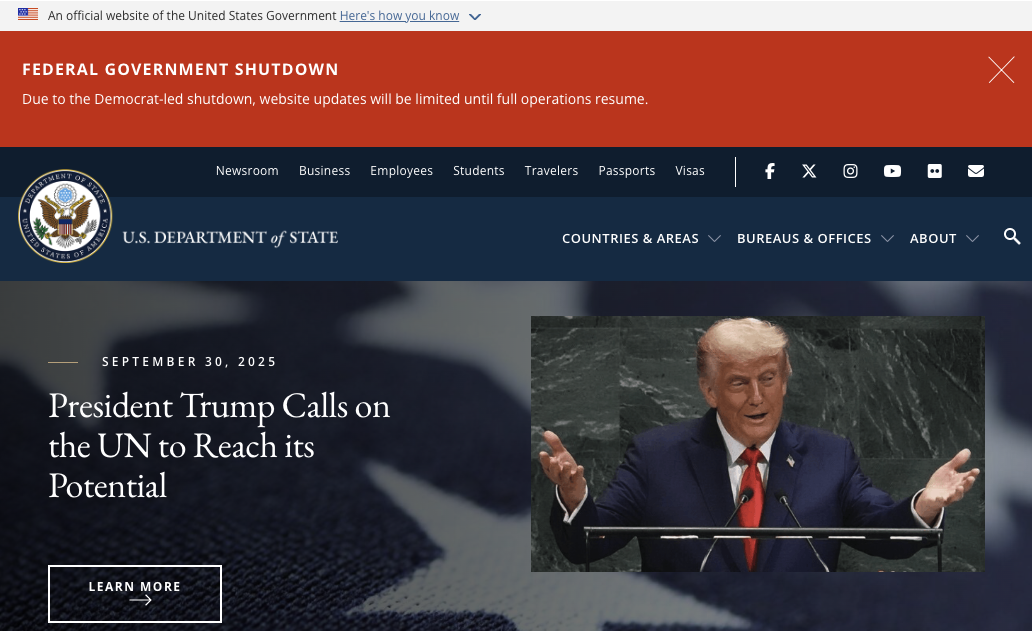 An official website of the United States Government Here's how you know
FEDERAL GOVERNMENT SHUTDOWN
Due to the Democrat-led shutdown, website updates will be limited until full operations resume.
Newsroom Business Employees Students Travelers Passports Visas
DEPARTMENT OF STATE
UNITED STATES OF AMERICA
U.S. DEPARTMENT of STATE
COUNTRIES & AREAS BUREAUS & OFFICES ABOUT
SEPTEMBER 30, 2025
President Trump Calls on
the UN to Reach its
Potential
LEARN MORE